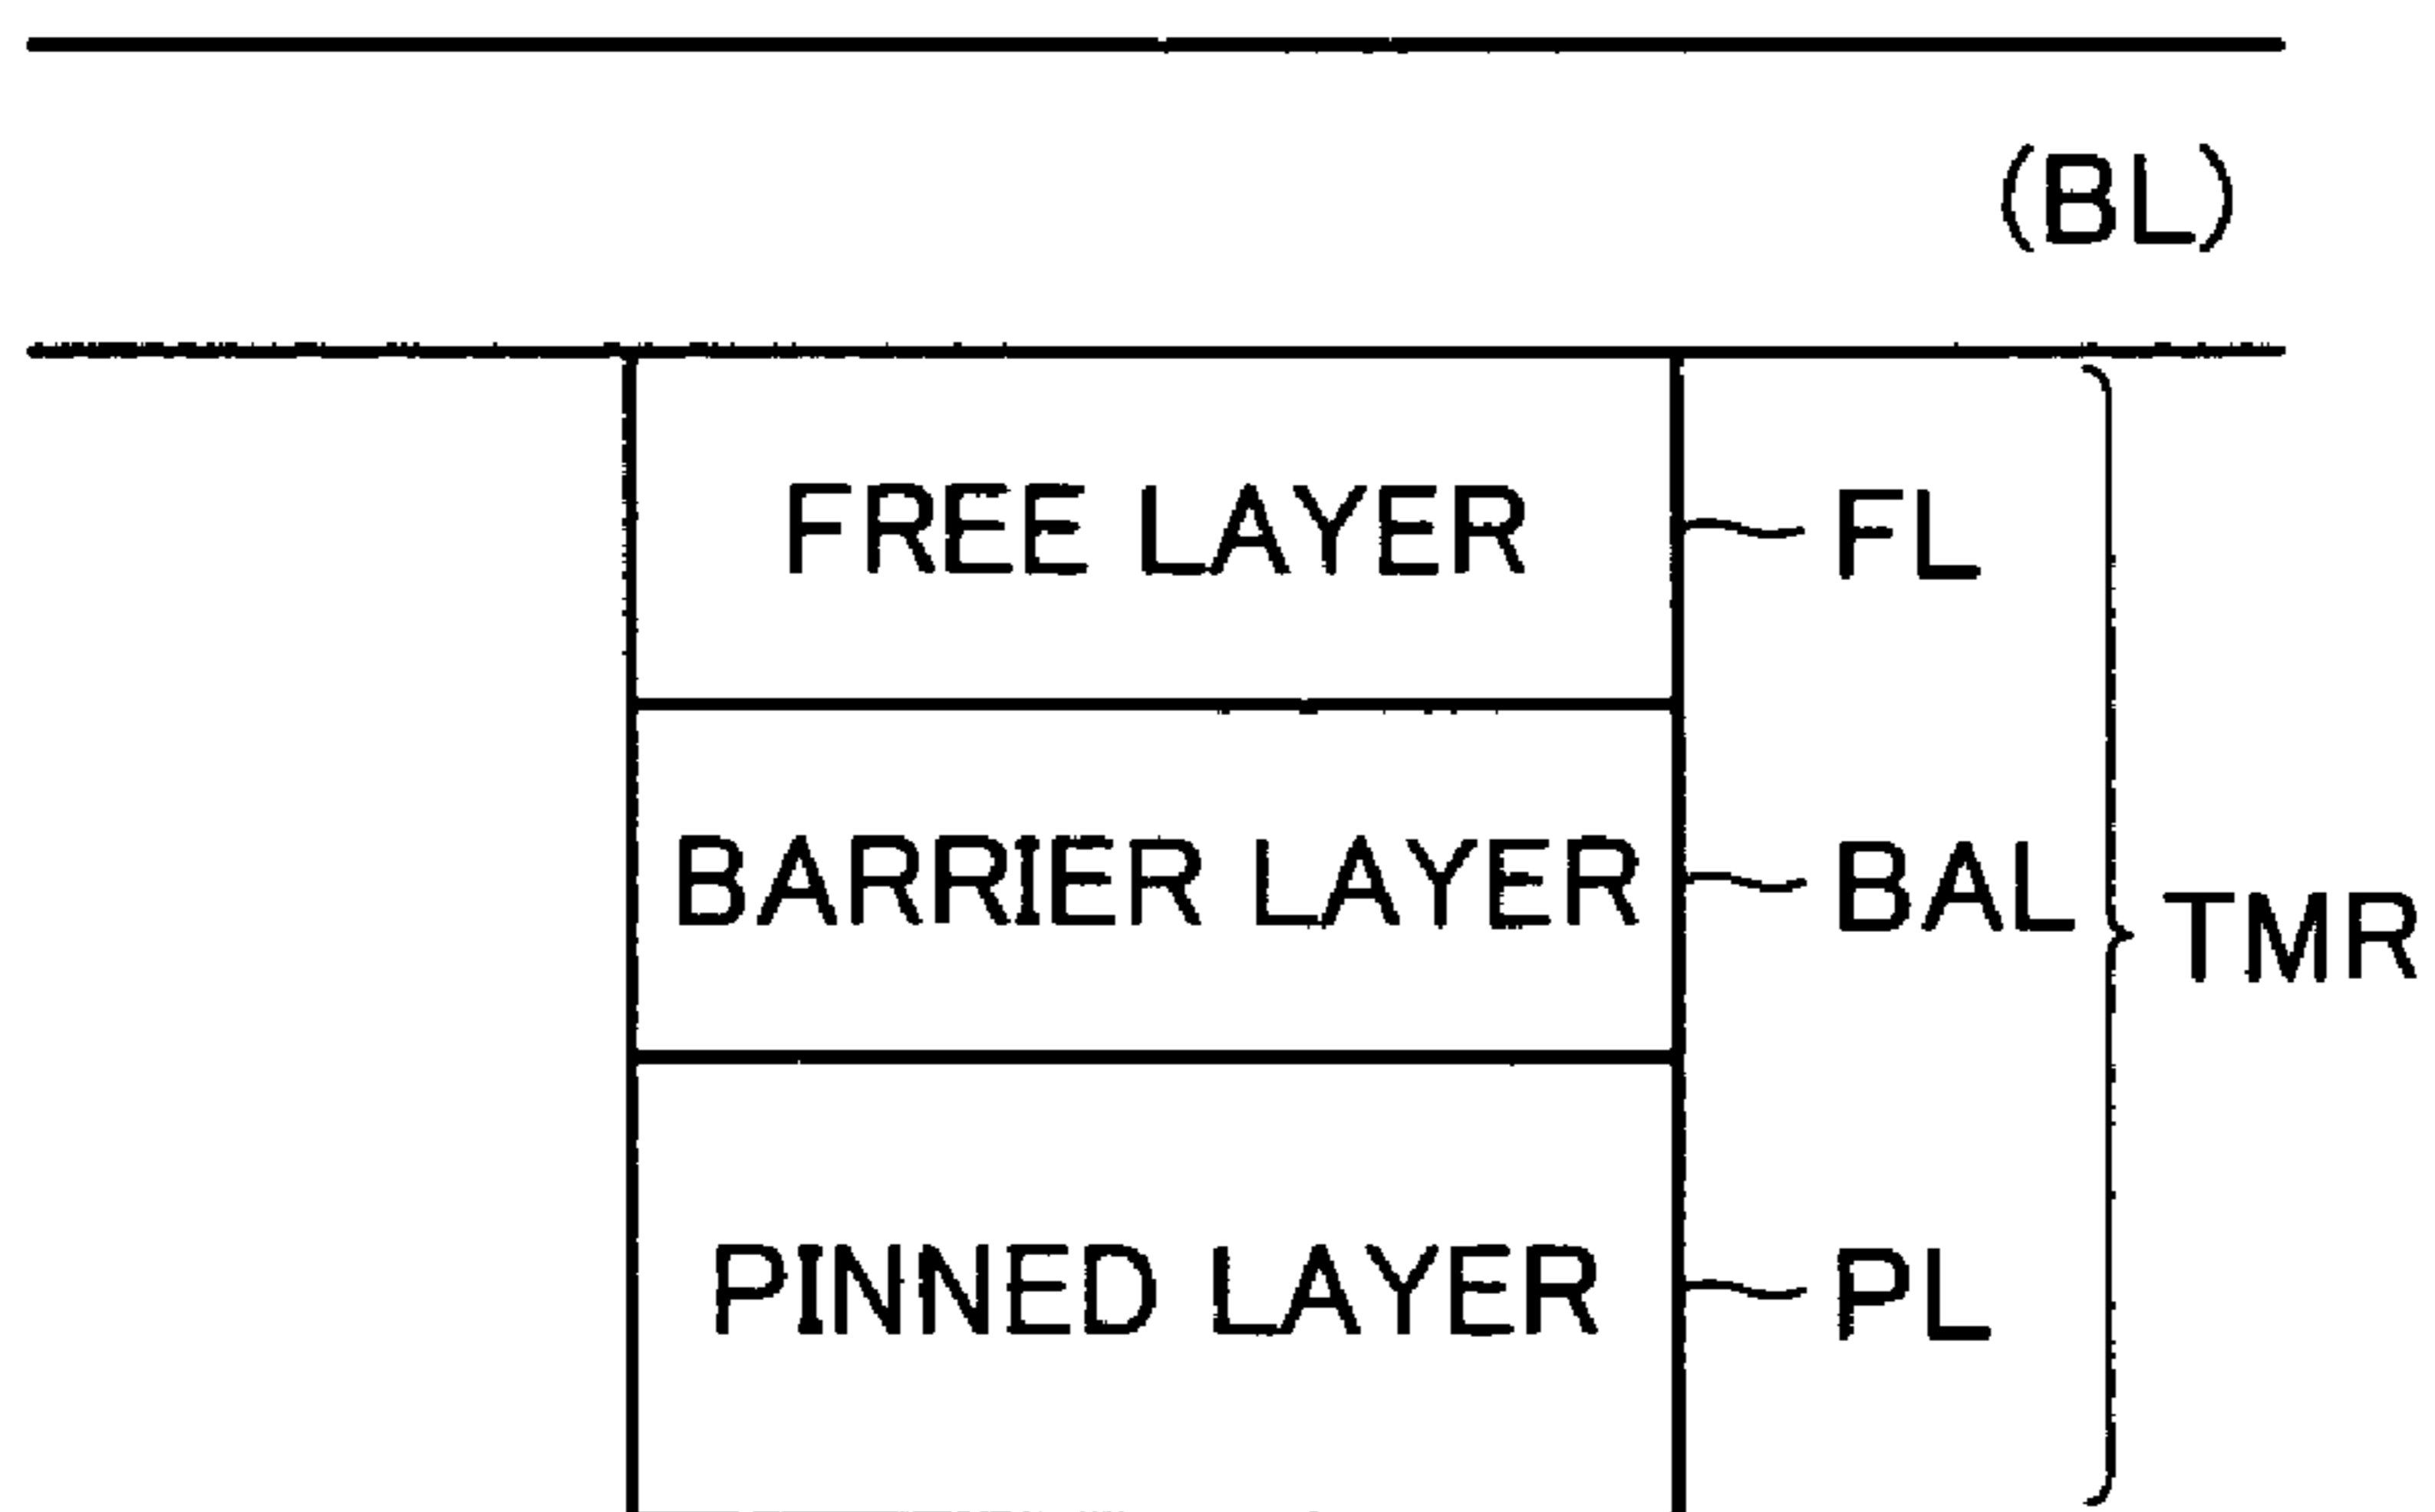 (BL)
FREE LAYER
FL
BARRIER LAYER
BAL
TMR
PINNED LAYER
PL